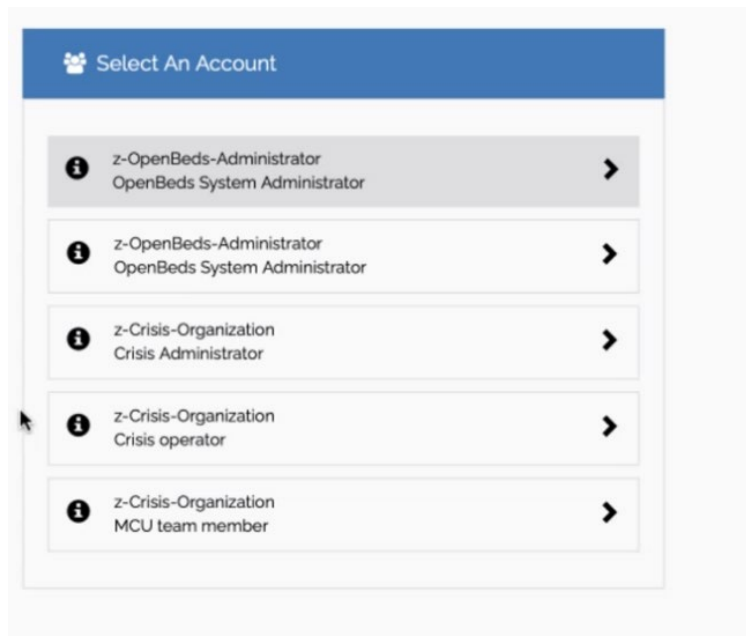 Select An Account
z-OpenBeds-Administrator
OpenBeds System Administrator
z-OpenBeds-Administrator
OpenBeds System Administrator
z-Crisis-Organization
Crisis Administrator
z-Crisis-Organization
Crisis operator
z-Crisis-Organization
MCU team member